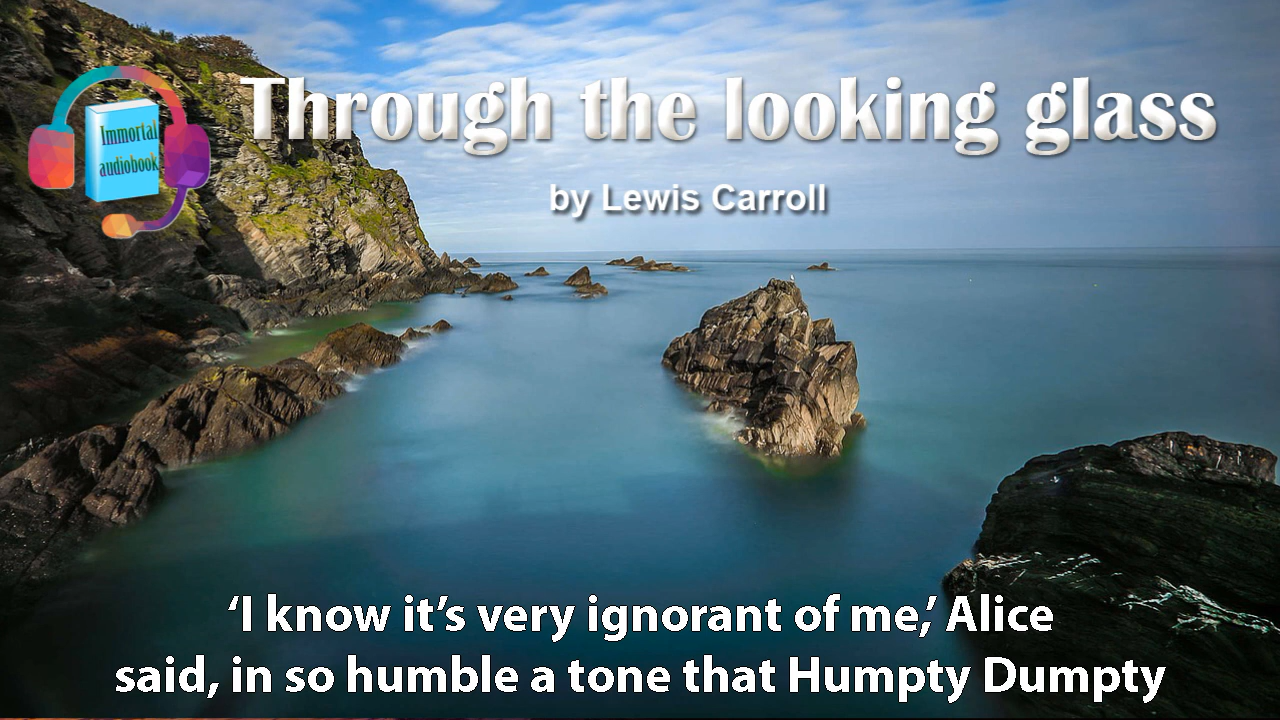 Through the looking glass
Immortal
audiobook
by Lewis Carroll
‘I know it’s very ignorant of me,’ Alice
said, in so humble a tone that Humpty Dumpty